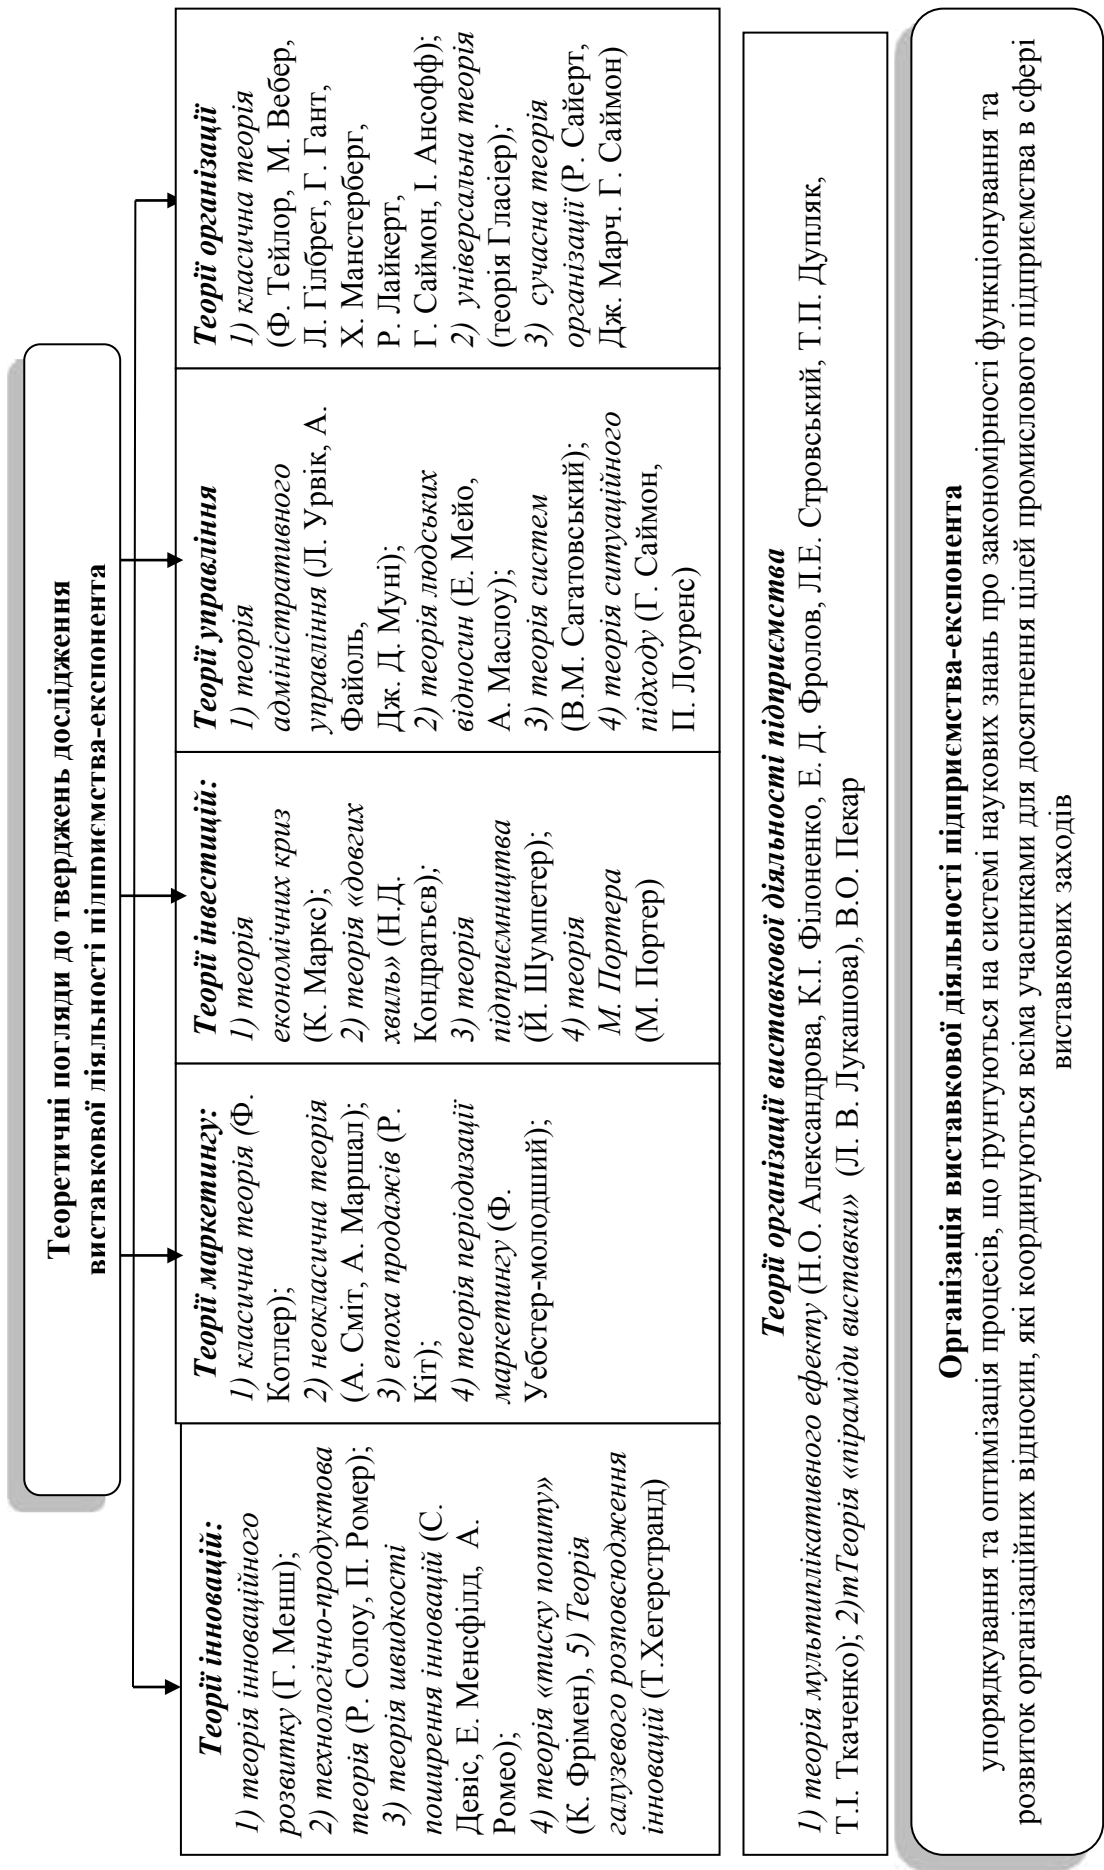 Теоретичні погляди до тверджень дослідження
виставкової діяльності підприємства-експонента
Теорії інновацій:
1) теорія інноваційного
розвитку (Г. Менш);
2) технологічно-продуктова
теорія (Р. Солоу, П. Ромер);
3) теорія швидкості
поширення інновацій (С.
Девіс, Е. Менсфілд, А.
Ромео);
4) теорія «тиску попиту»
(К. Фрімен), 5) Теорія
галузевого розповсюдження
інновацій (Т.Хегерстранд)
Теорії маркетингу:
1) класична теорія (Ф.
Котлер);
2) неокласична теорія
(А. Сміт, А. Маршал);
3) епоха продажів (Р.
Кіт);
4) теорія періодизації
маркетингу (Ф.
Уебстер-молодший);
Теорії інвестицій:
1) теорія
економічних криз
(К. Маркс);
2) теорія «довгих
хвиль» (Н.Д.
Кондратьєв);
3) теорія
підприємництва
(Й. Шумпетер);
4) теорія
М. Портера
(М. Портер)
Теорії управління
1) теорія
адміністративного
управління (Л. Урвік, А.
Файоль,
Дж. Д. Муні);
2) теорія людських
відносин (Е. Мейо,
А. Маслоу);
3) теорія систем
(В.М. Сагатовський);
4) теорія ситуаційного
підходу (Г. Саймон,
П. Лоуренс)
Теорії організації
1) класична теорія
(Ф. Тейлор, М. Вебер,
Л. Гілбрет, Г. Гант,
Х. Манстерберг,
Р. Лайкерт,
Г. Саймон, І. Ансофф);
2) універсальна теорія
(теорія Гласієр);
3) сучасна теорія
організації (Р. Сайерт,
Дж. Марч. Г. Саймон)
Теорії організації виставкової діяльності підприємства
1) теорія мультиплікативного ефекту (Н.О. Александрова, К.І. Філоненко, Е. Д. Фролов, Л.Е. Стровський, Т.П. Дупляк,
Т.І. Ткаченко); 2)тТеорія «піраміди виставки» (Л. В. Лукашова), В.О. Пекар
Організація виставкової діяльності підприємства-експонента
упорядкування та оптимізація процесів, що ґрунтуються на системі наукових знань про закономірності функціонування та
розвиток організаційних відносин, які координуються всіма учасниками для досягнення цілей промислового підприємства в сфері
виставкових заходів